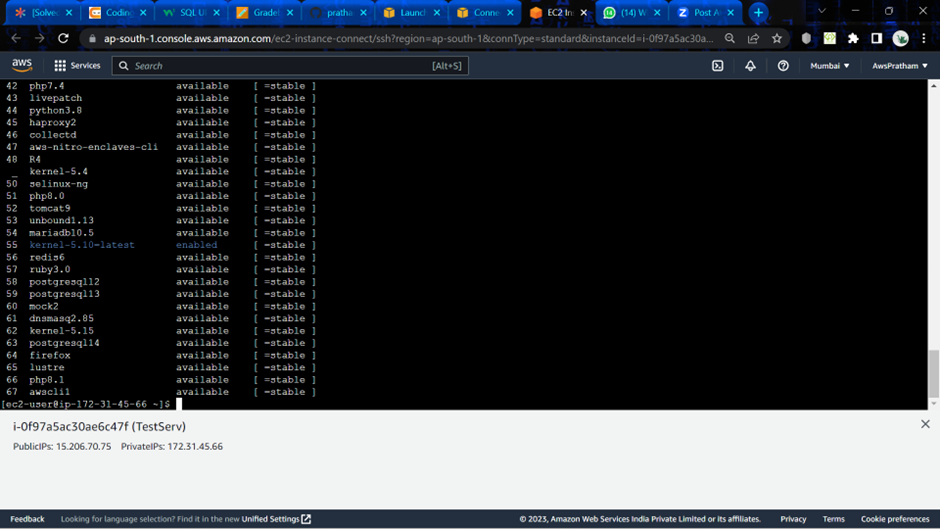 {Solved × Coding × SQL U × Gradel × pratha × Launc × Conne × EC2 In × (14) W × Post A × +
ap-south-1.console.aws.amazon.com/ec2-instance-connect/ssh?region=ap-south-1&connType=standard&instanceId=i-0f97a5ac30...
aws Services Search [Alt+S] Mumbai ▼ AwsPratham ▼
42 php7.4 available [ =stable ]
43 livepatch available [ =stable ]
44 python3.8 available [ =stable ]
45 haproxy2 available [ =stable ]
46 collectd available [ =stable ]
47 aws-nitro-enclaves-cli available [ =stable ]
48 R4 available [ =stable ]
_ kernel-5.4 available [ =stable ]
50 selinux-ng available [ =stable ]
51 php8.0 available [ =stable ]
52 tomcat9 available [ =stable ]
53 unbound1.13 available [ =stable ]
54 mariadb10.5 available [ =stable ]
55 kernel-5.10=latest enabled [ =stable ]
56 redis6 available [ =stable ]
57 ruby3.0 available [ =stable ]
58 postgresql12 available [ =stable ]
59 postgresql13 available [ =stable ]
60 mock2 available [ =stable ]
61 dnsmasq2.85 available [ =stable ]
62 kernel-5.15 available [ =stable ]
63 postgresql14 available [ =stable ]
64 firefox available [ =stable ]
65 lustre available [ =stable ]
66 php8.1 available [ =stable ]
67 awscli1 available [ =stable ]
[ec2-user@ip-172-31-45-66 ~]$
i-0f97a5ac30ae6c47f (TestServ)
PublicIPs: 15.206.70.75 PrivateIPs: 172.31.45.66
Feedback Looking for language selection? Find it in the new Unified Settings © 2023, Amazon Web Services India Private Limited or its affiliates. Privacy Terms Cookie preferences